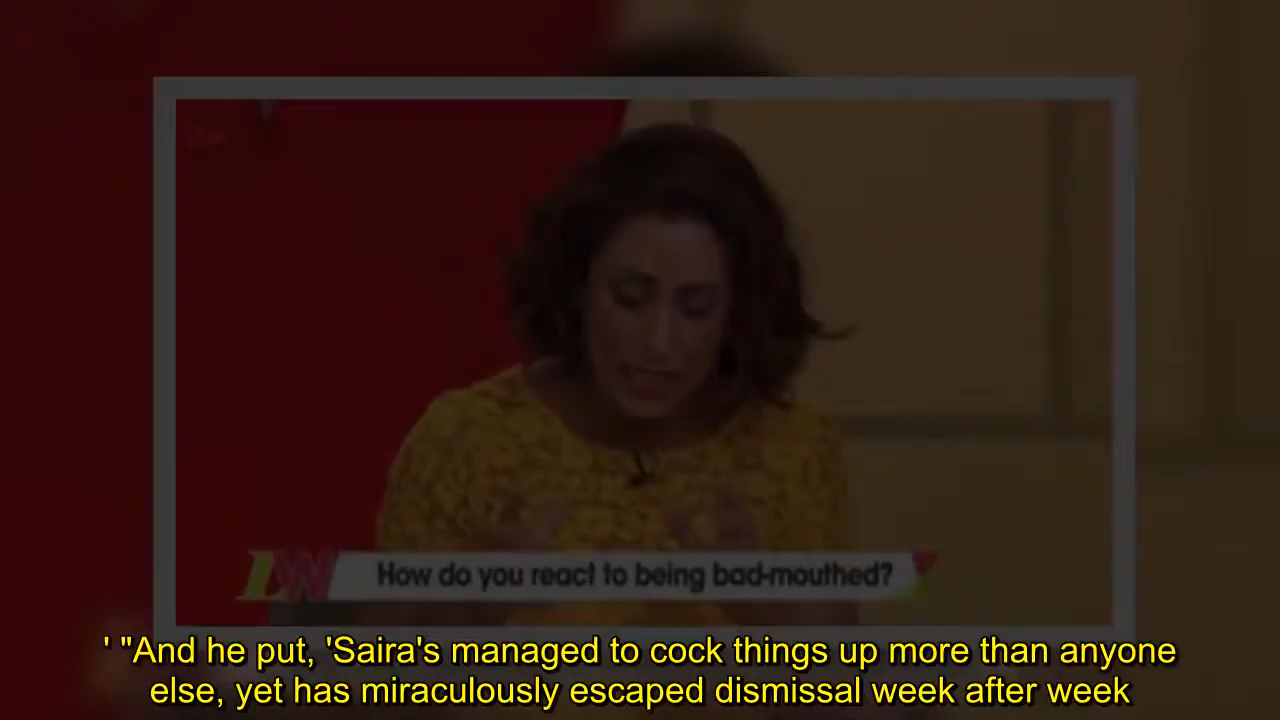 LW
How do you react to being bad-mouthed?
' "And he put, 'Saira's managed to cock things up more than anyone
else, yet has miraculously escaped dismissal week after week